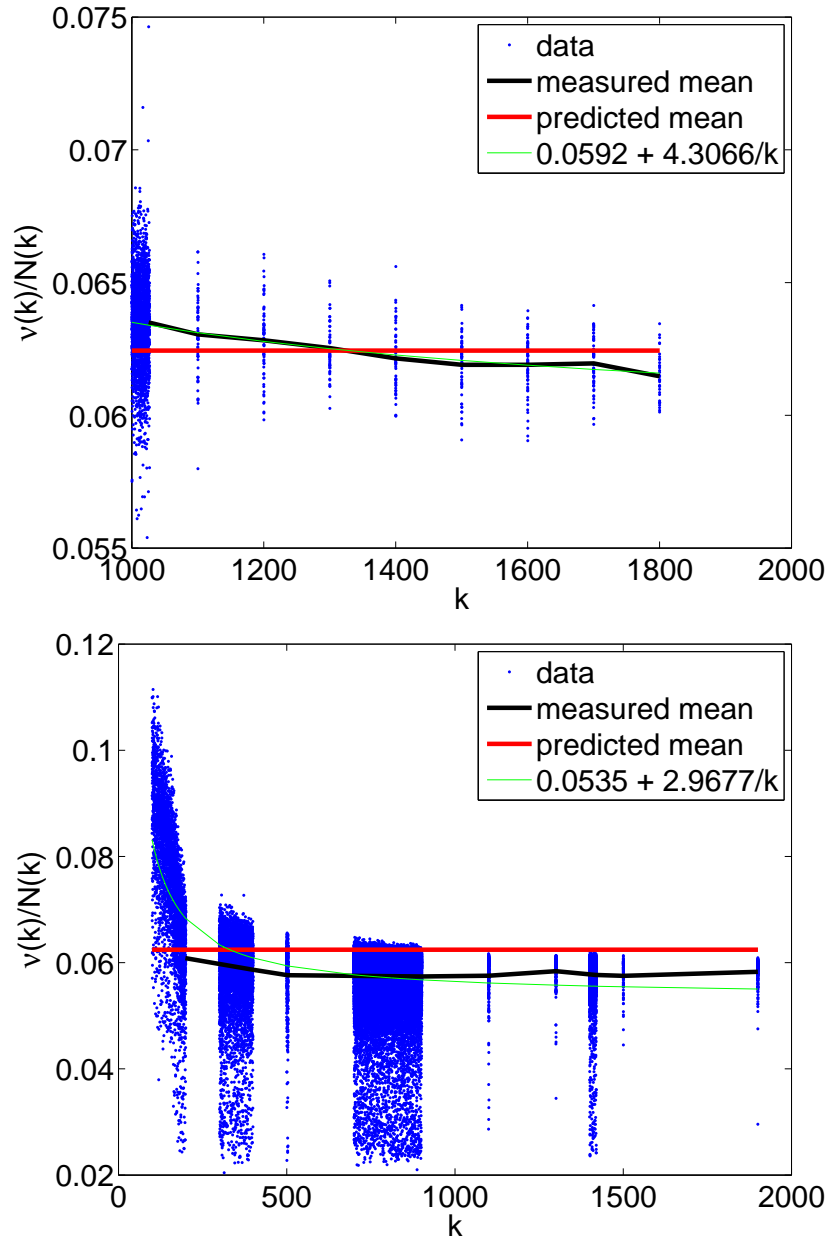 0.075
0.07
0.065
0.06
0.055
ν(k)/N(k)
data
measured mean
predicted mean
0.0592 + 4.3066/k
1000 1200 1400 1600 1800 2000
k
0.12
0.1
0.08
0.06
0.04
0.02
ν(k)/N(k)
data
measured mean
predicted mean
0.0535 + 2.9677/k
0 500 1000 1500 2000
k